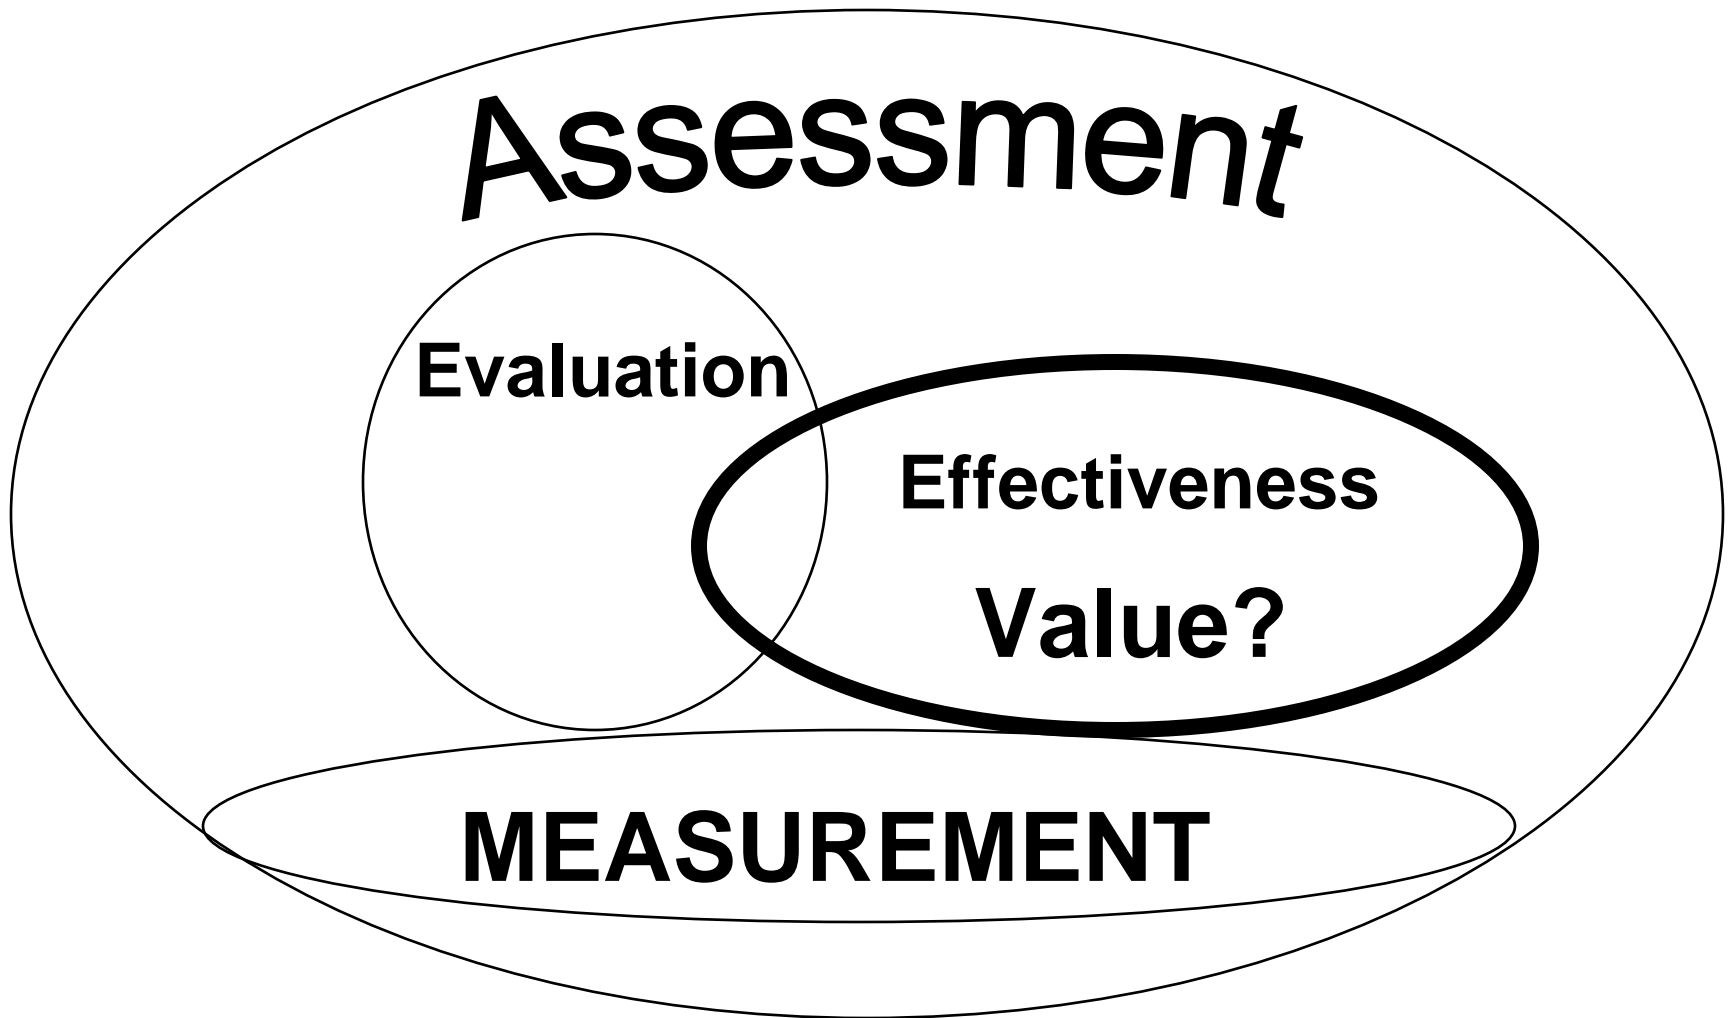 Assessment
Evaluation
Effectiveness
Value?
MEASUREMENT